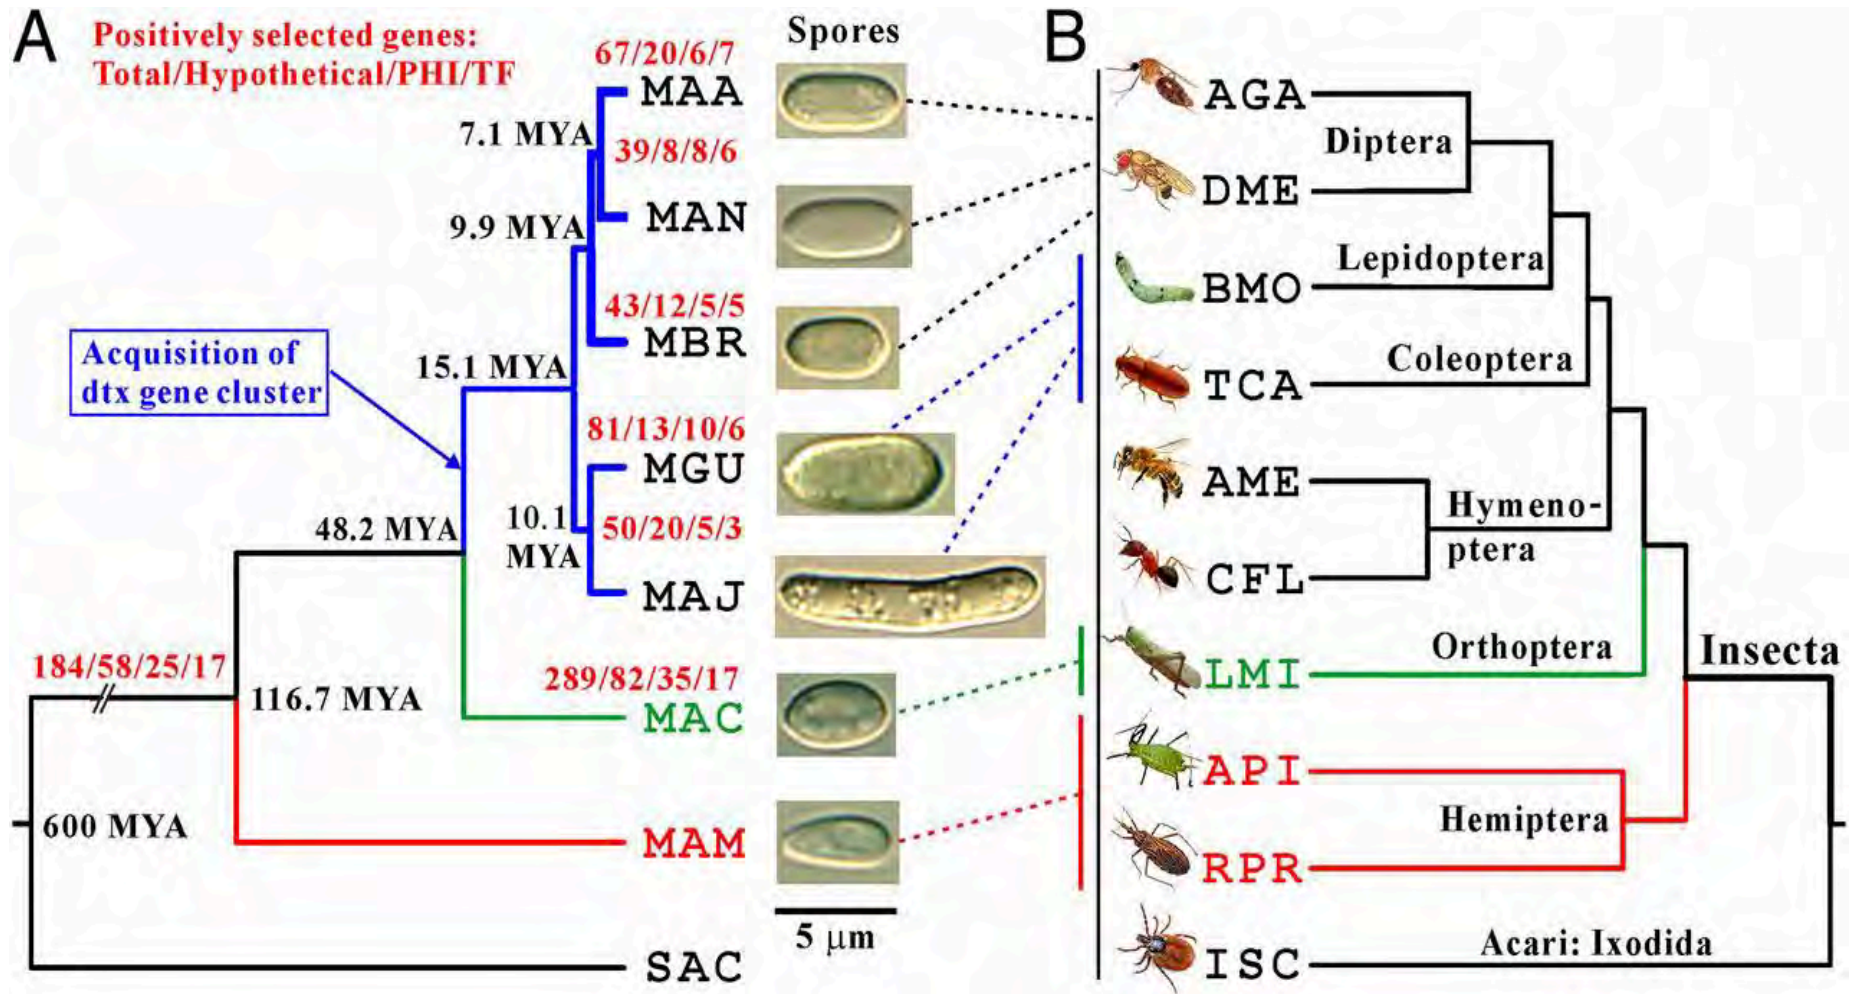 A
Positively selected genes:
Total/Hypothetical/PHI/TF
67/20/6/7
MAA
7.1 MYA
39/8/8/6
MAN
9.9 MYA
43/12/5/5
MBR
Acquisition of
dtx gene cluster
15.1 MYA
81/13/10/6
MGU
10.1
MYA
50/20/5/3
MAJ
48.2 MYA
184/58/25/17
116.7 MYA
289/82/35/17
MAC
600 MYA
MAM
SAC
Spores
5 μm
B
AGA
Diptera
DME
Lepidoptera
BMO
Coleoptera
TCA
AME
Hymeno-
ptera
CFL
Orthoptera
LMI
Insecta
API
Hemiptera
RPR
Acari: Ixodida
ISC